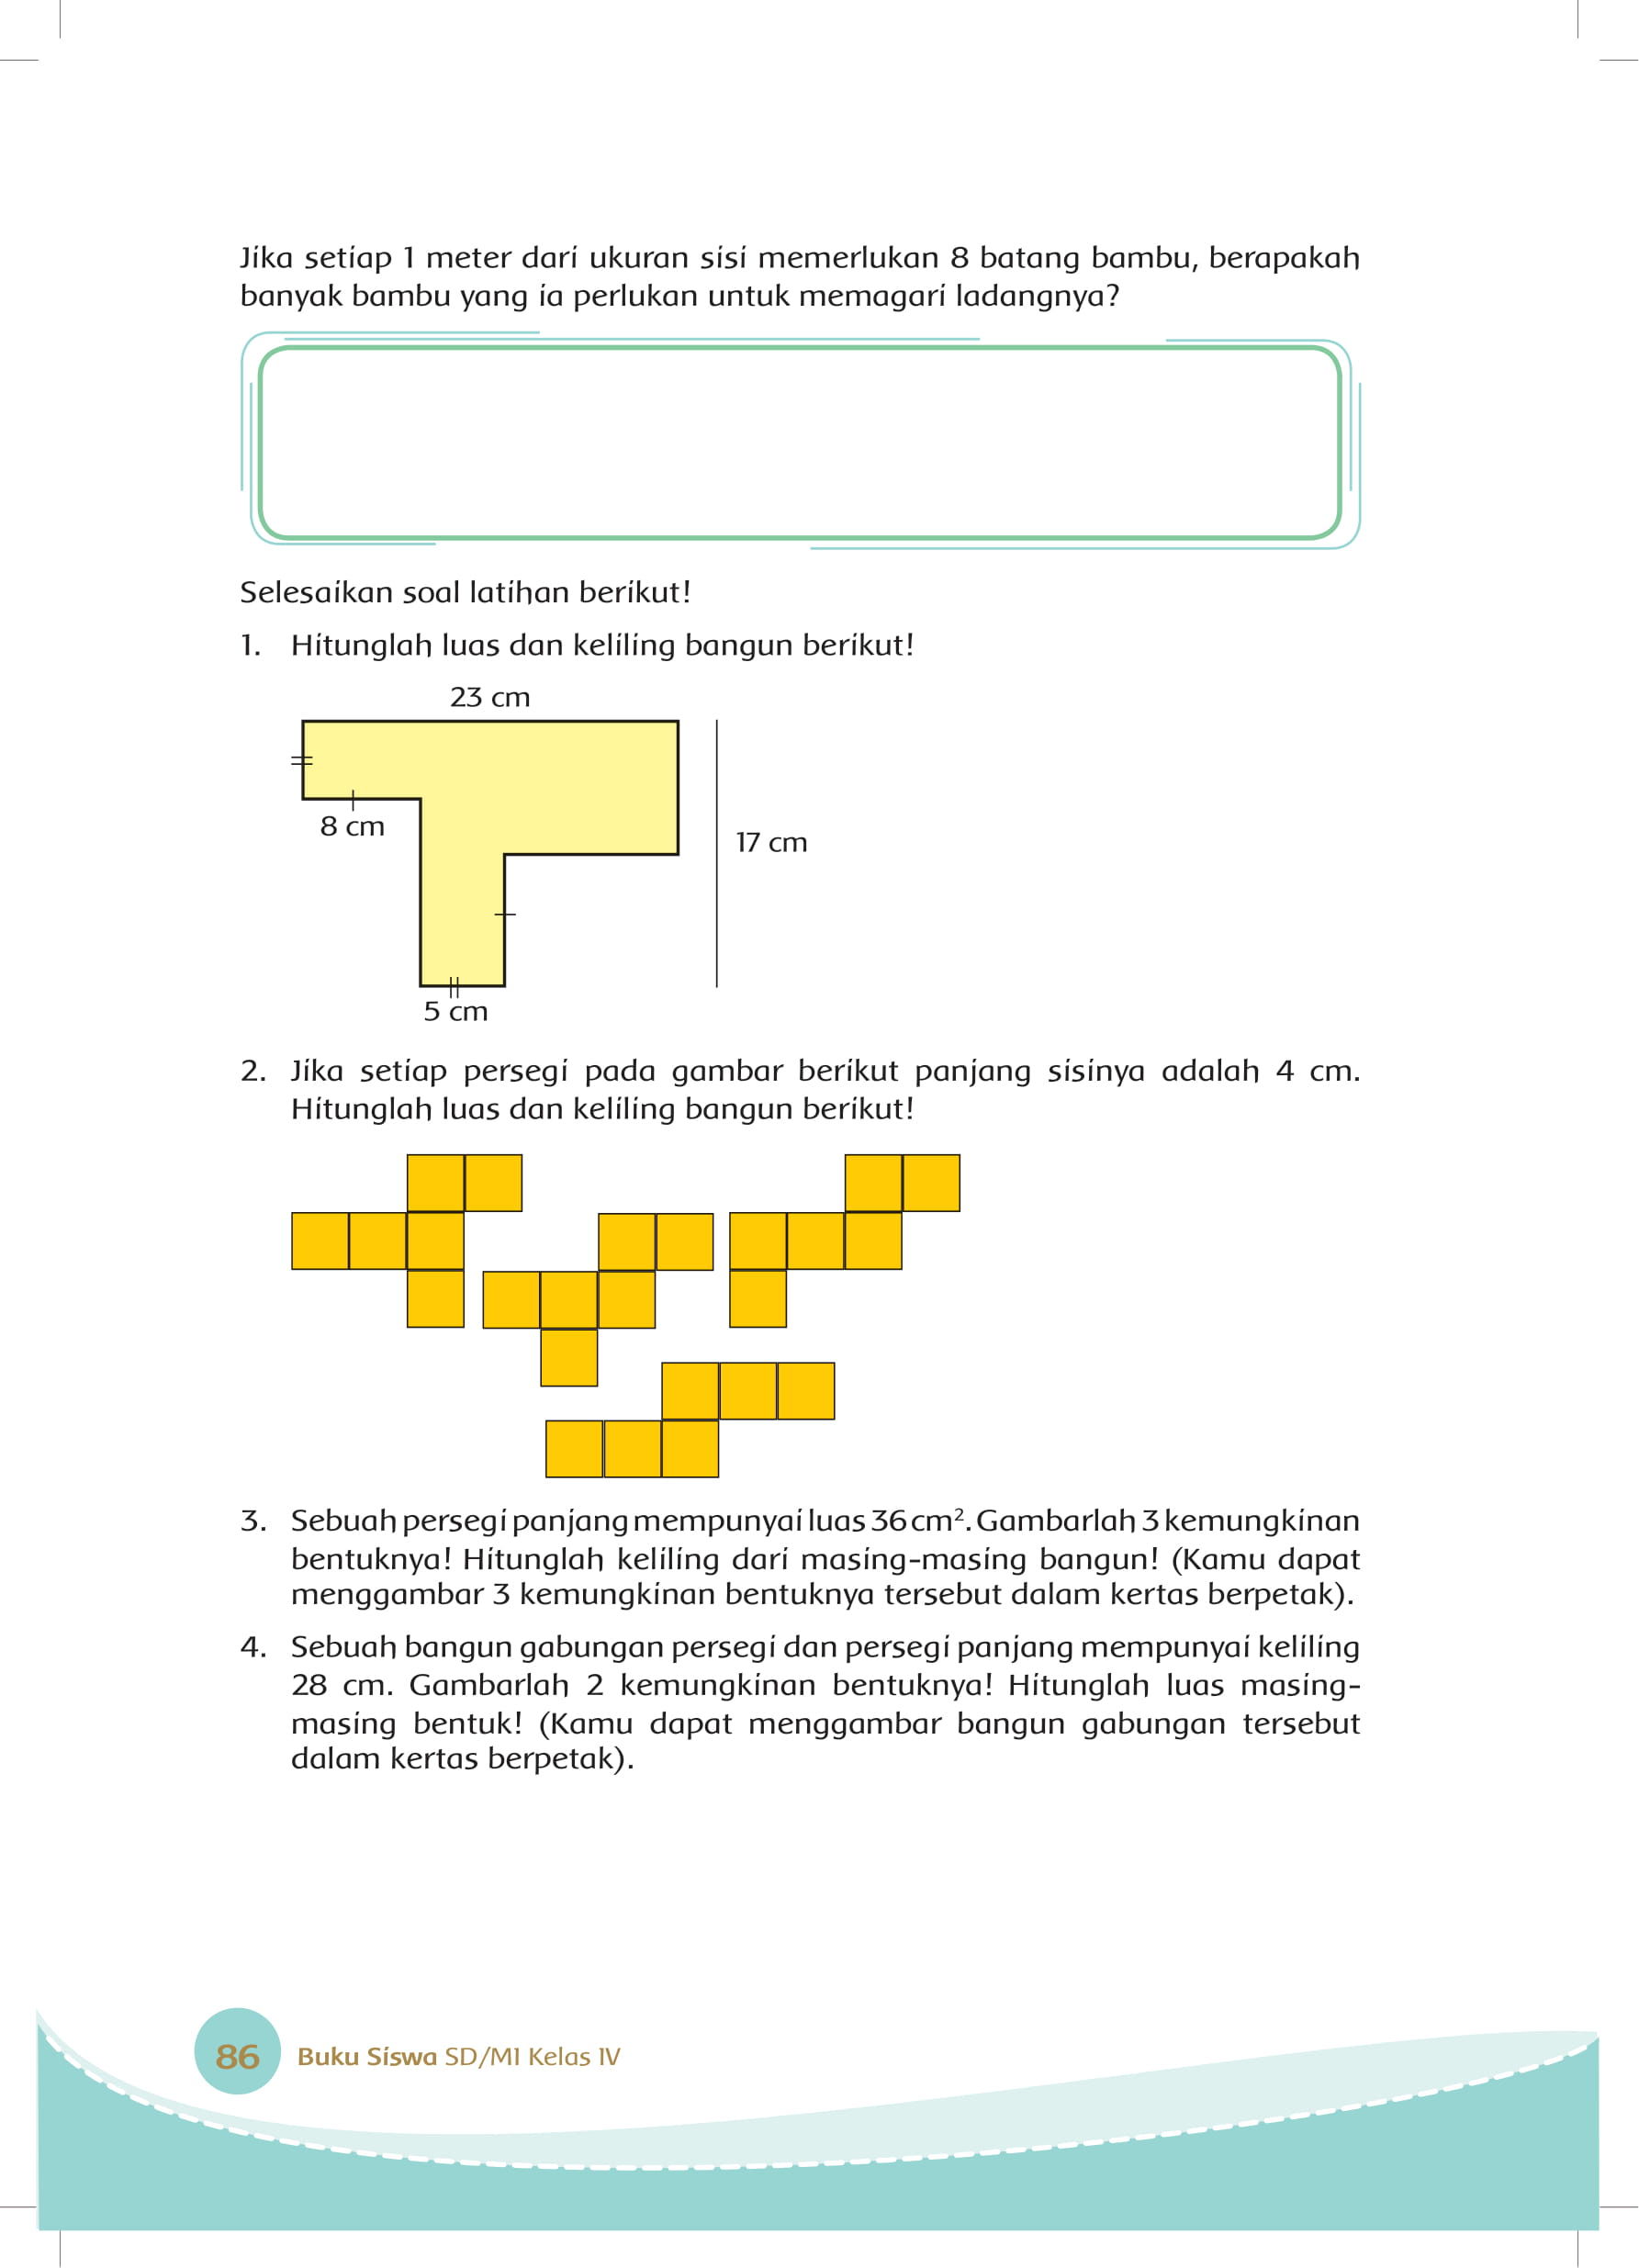 Jika setiap 1 meter dari ukuran sisi memerlukan 8 batang bambu, berapakah
banyak bambu yang ia perlukan untuk memagari ladangnya?
Selesaikan soal latihan berikut!
1. Hitunglah luas dan keliling bangun berikut!
23 cm
8 cm
17 cm
5 cm
2. Jika setiap persegi pada gambar berikut panjang sisinya adalah 4 cm.
Hitunglah luas dan keliling bangun berikut!
3. Sebuah persegi panjang mempunyai luas 36 cm². Gambarlah 3 kemungkinan
bentuknya! Hitunglah keliling dari masing-masing bangun! (Kamu dapat
menggambar 3 kemungkinan bentuknya tersebut dalam kertas berpetak).
4. Sebuah bangun gabungan persegi dan persegi panjang mempunyai keliling
28 cm. Gambarlah 2 kemungkinan bentuknya! Hitunglah luas masing-
masing bentuk! (Kamu dapat menggambar bangun gabungan tersebut
dalam kertas berpetak).
86 Buku Siswa SD/MI Kelas IV